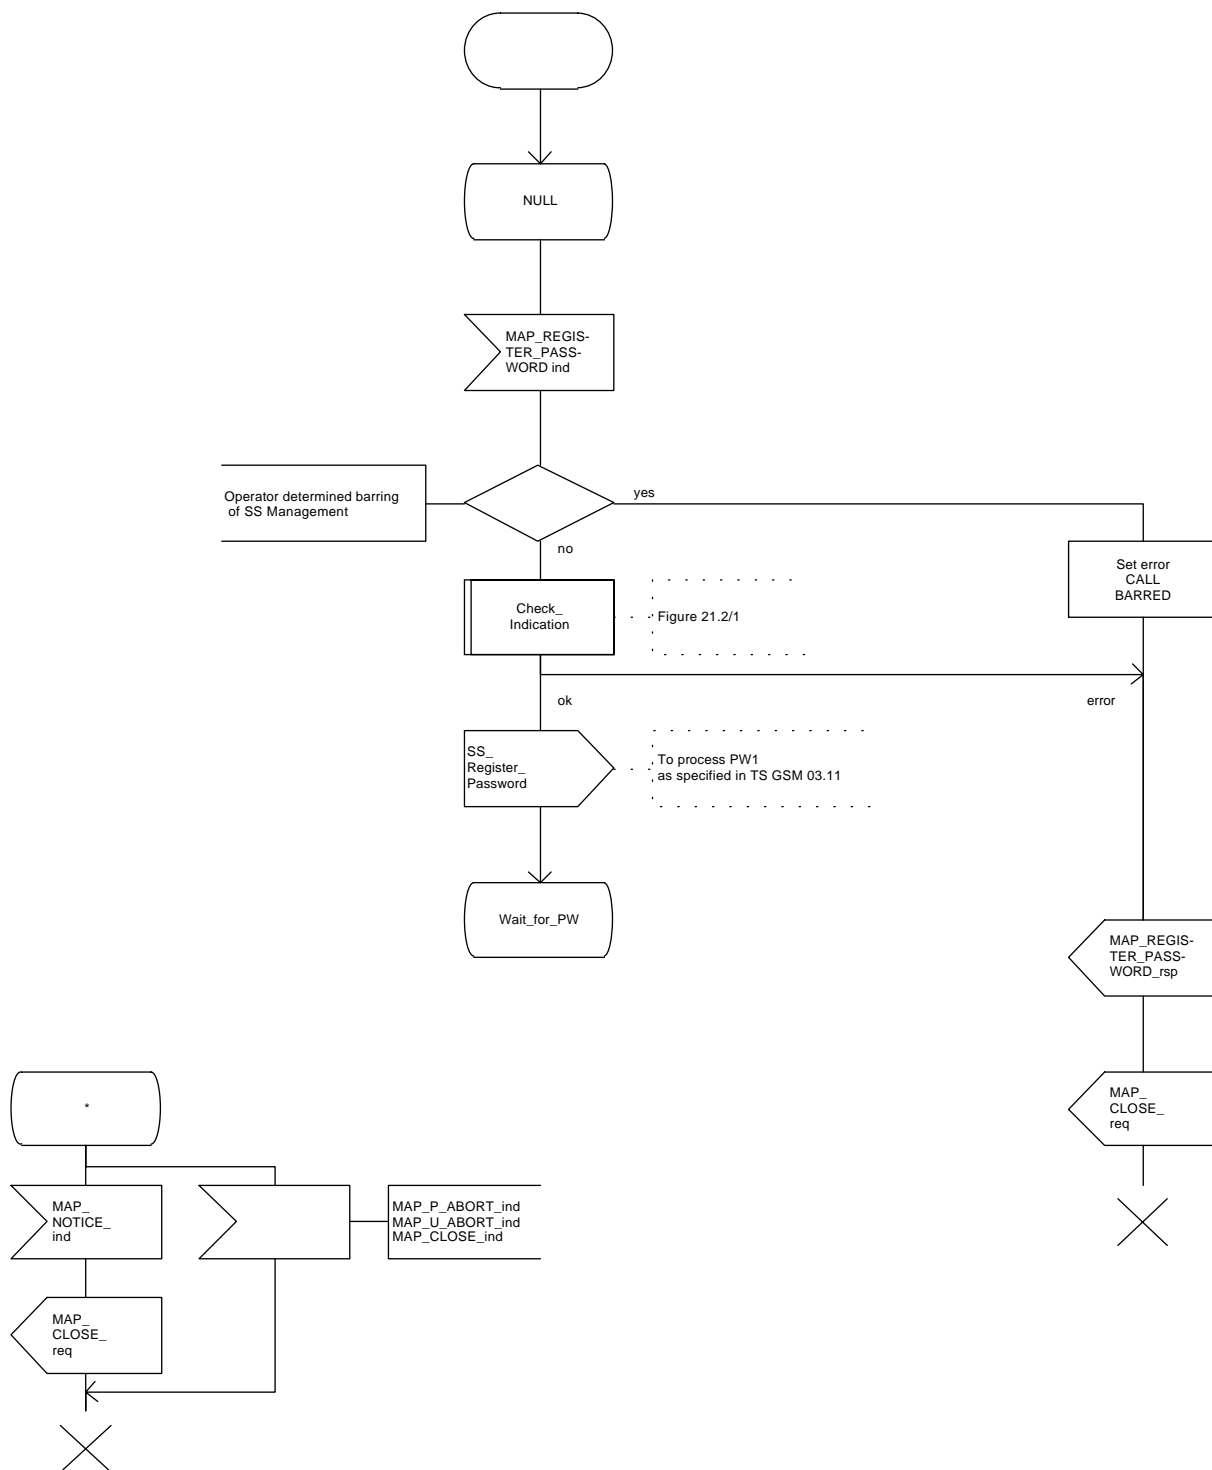 NULL
MAP_REGIS-
TER_PASS-
WORD ind
Operator determined barring
of SS Management
yes
no
Set error
CALL
BARRED
Check_
Indication
Figure 21.2/1
ok
error
SS_
Register_
Password
To process PW1
as specified in TS GSM 03.11
Wait_for_PW
MAP_REGIS-
TER_PASS-
WORD_rsp
MAP_
CLOSE_
req
*
MAP_
NOTICE_
ind
MAP_P_ABORT_ind
MAP_U_ABORT_ind
MAP_CLOSE_ind
MAP_
CLOSE_
req